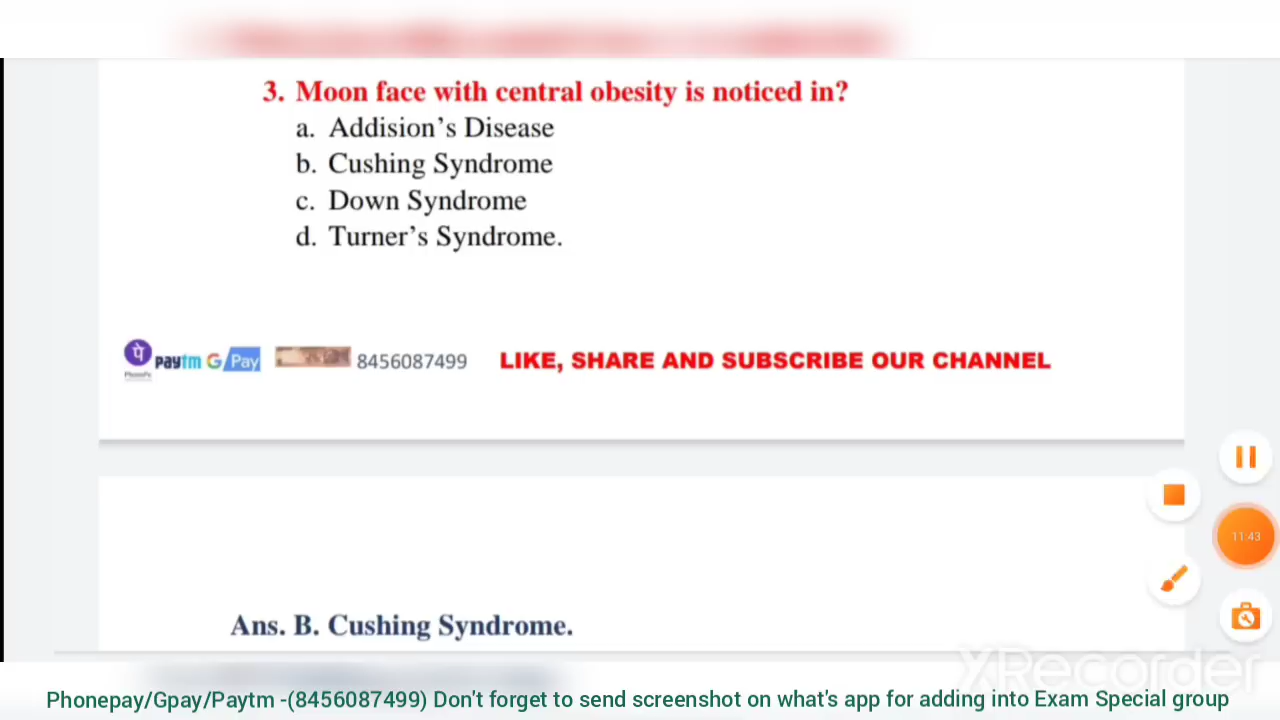 3. Moon face with central obesity is noticed in?
a. Addision's Disease
b. Cushing Syndrome
c. Down Syndrome
d. Turner's Syndrome.
पे paytm G Pay 8456087499 LIKE, SHARE AND SUBSCRIBE OUR CHANNEL
PhonePe
11:43
Ans. B. Cushing Syndrome.
XRecorder
Phonepay/Gpay/Paytm -(8456087499) Don't forget to send screenshot on what's app for adding into Exam Special group